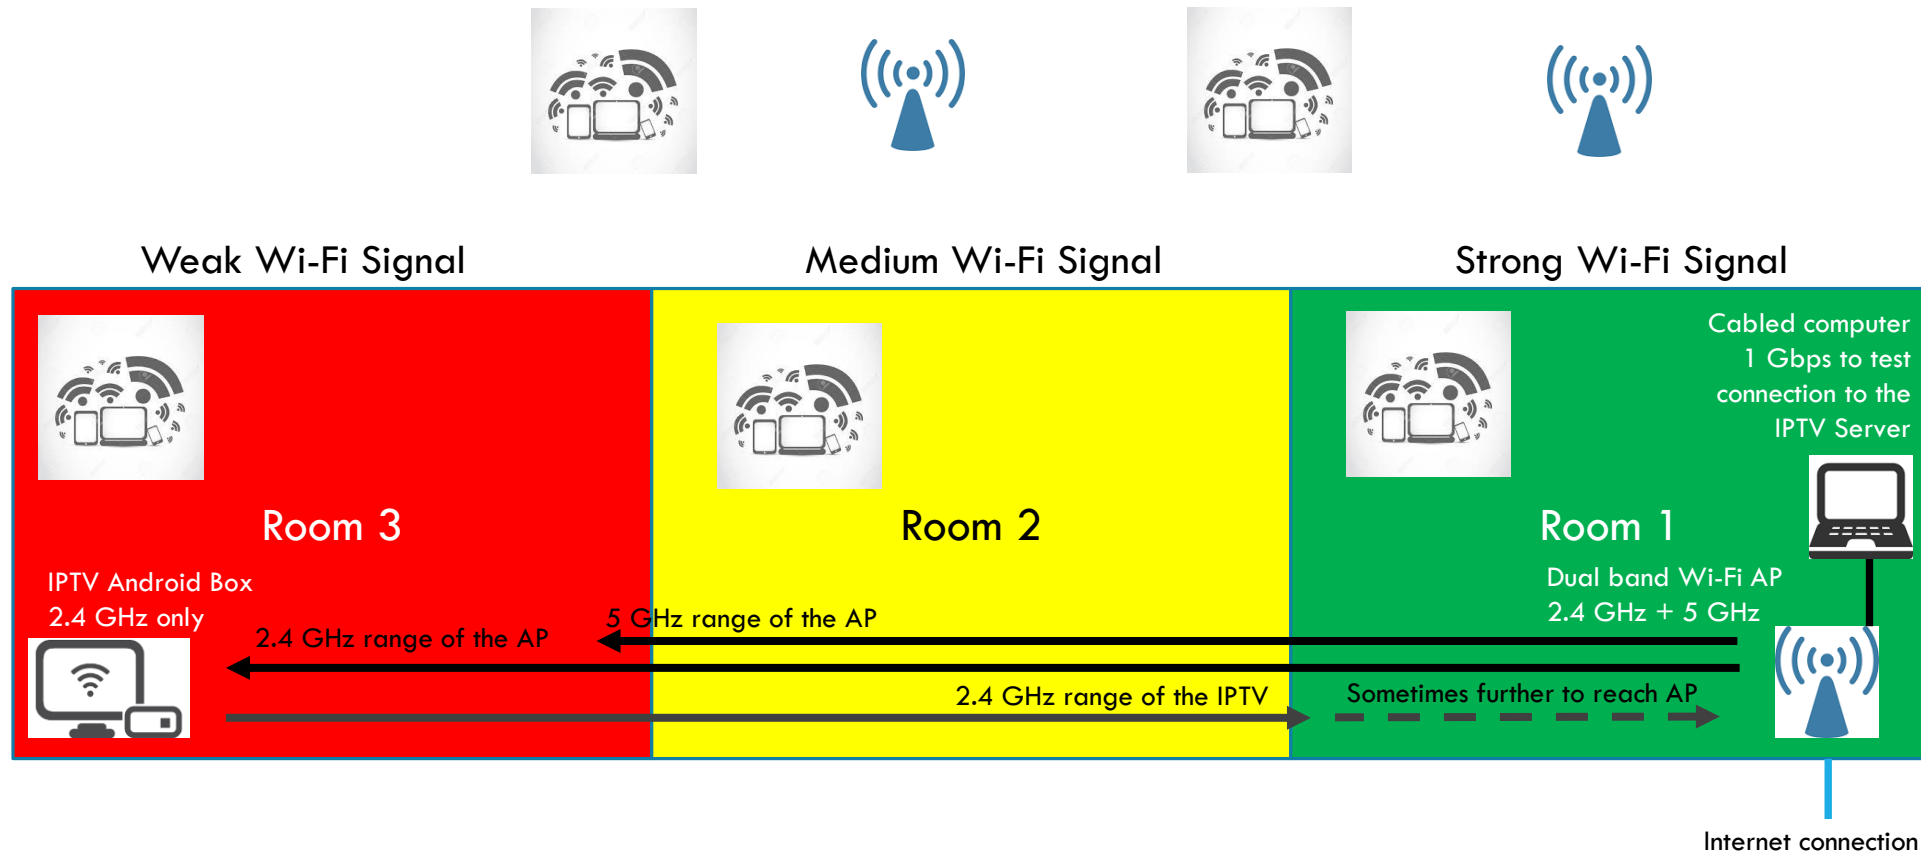 Weak Wi-Fi Signal
Medium Wi-Fi Signal
Strong Wi-Fi Signal
Cabled computer
1 Gbps to test
connection to the
IPTV Server
Room 3
Room 2
Room 1
IPTV Android Box
2.4 GHz only
Dual band Wi-Fi AP
2.4 GHz + 5 GHz
5 GHz range of the AP
2.4 GHz range of the AP
2.4 GHz range of the IPTV
Sometimes further to reach AP
Internet connection